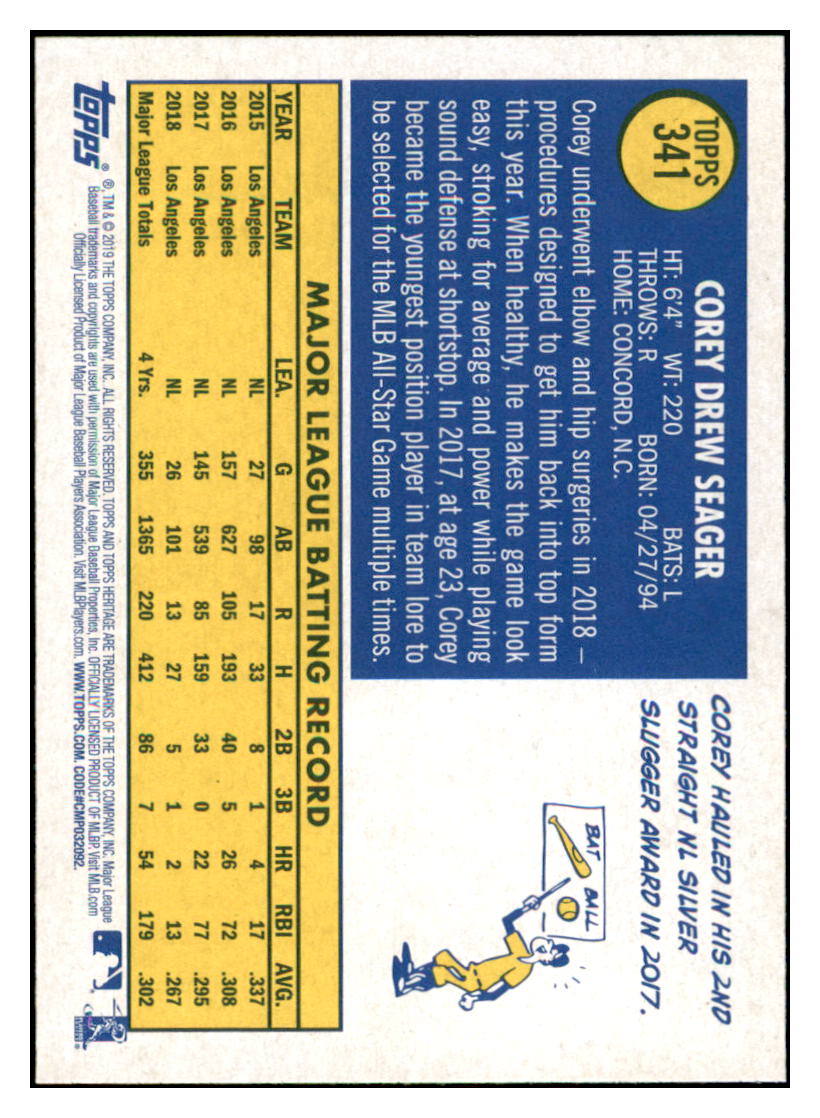 TOPPS
341
COREY DREW SEAGER
HT: 6'4" WT: 220 BATS: L
THROWS: R BORN: 04/27/94
HOME: CONCORD, N.C.
Corey underwent elbow and hip surgeries in 2018 –
procedures designed to get him back into top form
this year. When healthy, he makes the game look
easy, stroking for average and power while playing
sound defense at shortstop. In 2017, at age 23, Corey
became the youngest position player in team lore to
be selected for the MLB All-Star Game multiple times.
COREY HAULED IN HIS 2ND
STRAIGHT NL SILVER
SLUGGER AWARD IN 2017.
BAT BALL
MAJOR LEAGUE BATTING RECORD
YEAR TEAM LEA. G AB R H 2B 3B HR RBI AVG.
2015 Los Angeles NL 27 98 17 33 8 1 4 17 .337
2016 Los Angeles NL 157 627 105 193 40 5 26 72 .308
2017 Los Angeles NL 145 539 85 159 33 0 22 77 .295
2018 Los Angeles NL 26 101 13 27 5 1 2 13 .267
Major League Totals 4 Yrs. 355 1365 220 412 86 7 54 179 .302
topps®
®, TM & © 2019 THE TOPPS COMPANY, INC. ALL RIGHTS RESERVED. TOPPS AND TOPPS HERITAGE ARE TRADEMARKS OF THE TOPPS COMPANY, INC. Major League
Baseball trademarks and copyrights are used with permission of Major League Baseball Properties, Inc. OFFICIALLY LICENSED PRODUCT OF MLBP. Visit MLB.com
Officially Licensed Product of Major League Baseball Players Association. Visit MLBPlayers.com. WWW.TOPPS.COM. CODE#CMP032092.